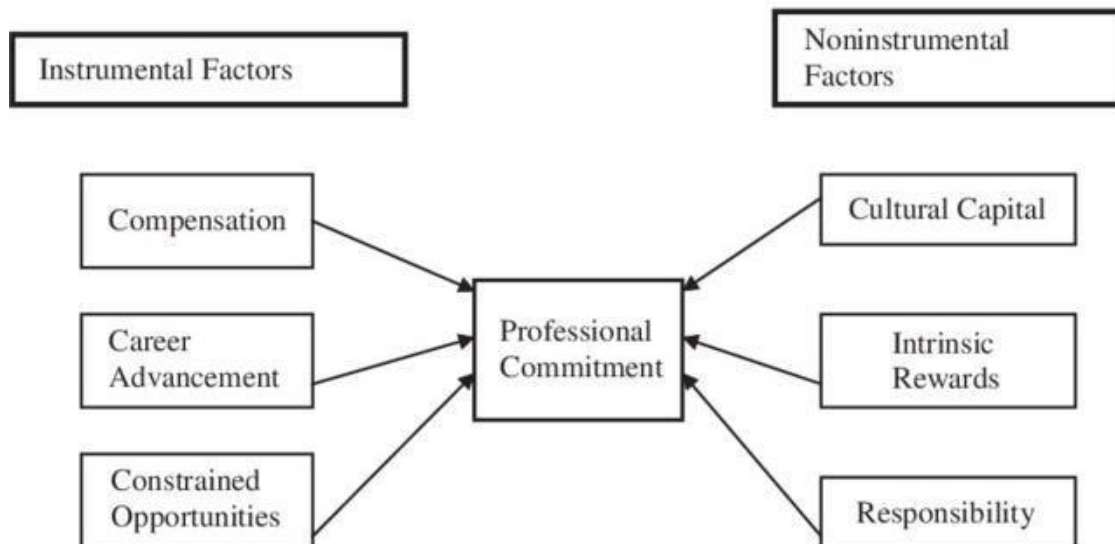 Instrumental Factors
Noninstrumental
Factors
Compensation
Cultural Capital
Career
Advancement
Professional
Commitment
Intrinsic
Rewards
Constrained
Opportunities
Responsibility